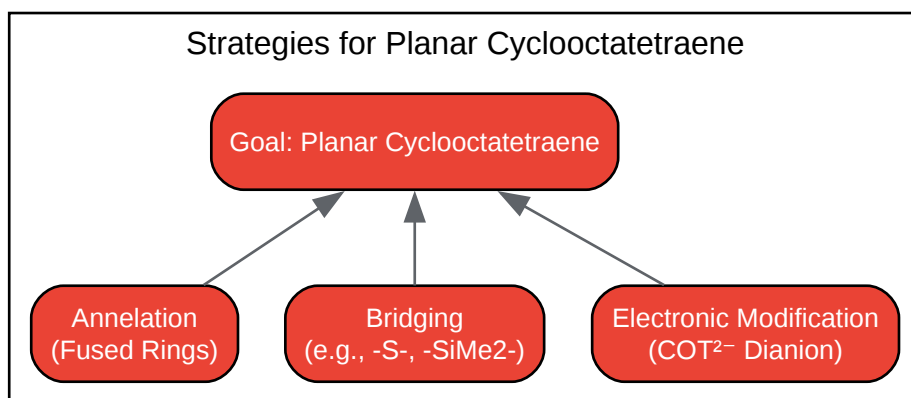 Strategies for Planar Cyclooctatetraene
Goal: Planar Cyclooctatetraene
Annelation
(Fused Rings)
Bridging
(e.g., -S-, -SiMe2-)
Electronic Modification
(COT²⁻ Dianion)